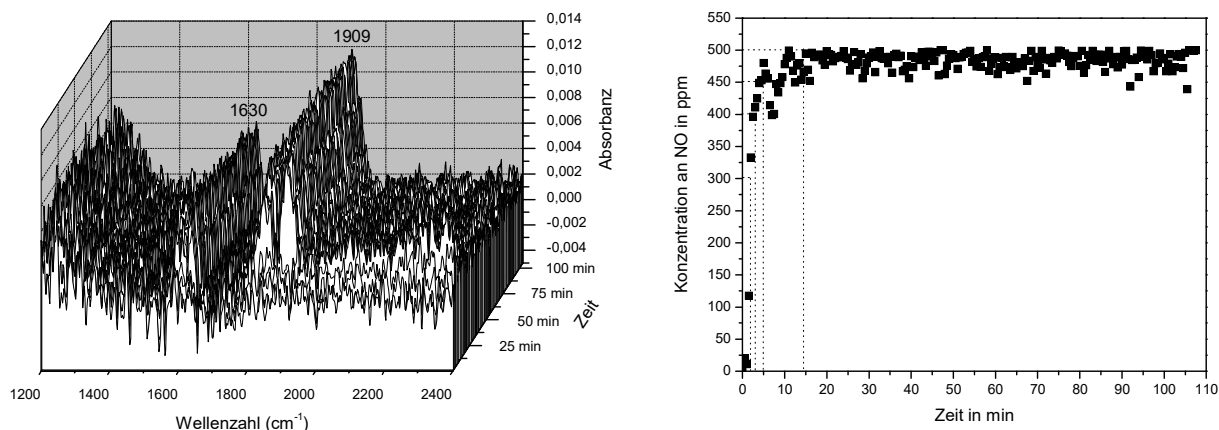 0,014
0,012
0,010
0,008
0,006
0,004
0,002
0,000
-0,002
-0,004
Absorbanz
1909
1630
100 min
75 min
50 min
25 min
Zeit
1200 1400 1600 1800 2000 2200 2400
Wellenzahl (cm-1)
550
500
450
400
350
300
250
200
150
100
50
0
Konzentration an NO in ppm
0 10 20 30 40 50 60 70 80 90 100 110
Zeit in min